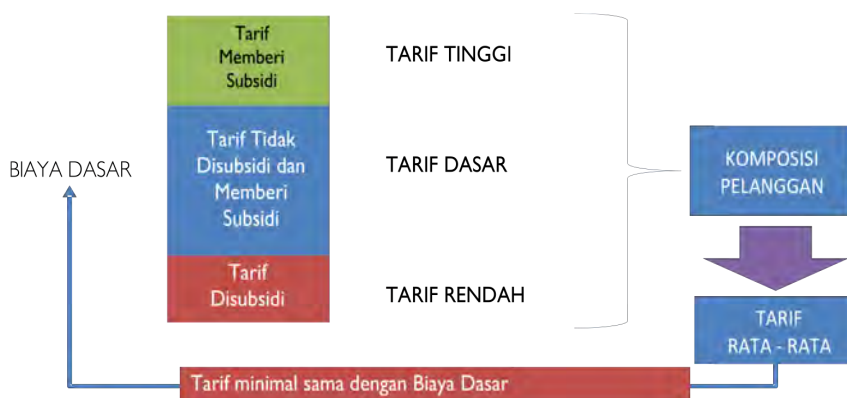 Tarif
Memberi
Subsidi
TARIF TINGGI
BIAYA DASAR
Tarif Tidak
Disubsidi dan
Memberi
Subsidi
TARIF DASAR
KOMPOSISI
PELANGGAN
Tarif
Disubsidi
TARIF RENDAH
TARIF
RATA - RATA
Tarif minimal sama dengan Biaya Dasar